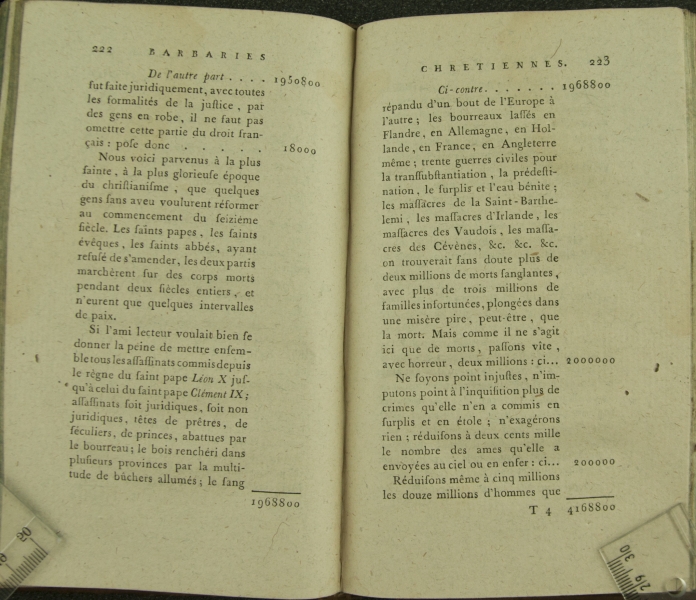 222 BARBARIES
De l'autre part . . . . 1950800
fut faite juridiquement, avec toutes
les formalités de la juſtice, par
des gens en robe, il ne faut pas
omettre cette partie du droit fran-
çais : poſe donc . . . . . 18000
Nous voici parvenus à la plus
ſainte, à la plus glorieuſe époque
du chriſtianiſme, que quelques
gens ſans aveu voulurent réformer
au commencement du ſeizième
ſiècle. Les ſaints papes, les ſaints
évêques, les ſaints abbés, ayant
refuſé de s'amender, les deux partis
marchèrent ſur des corps morts
pendant deux ſiècles entiers, et
n'eurent que quelques intervalles
de paix.
Si l'ami lecteur voulait bien ſe
donner la peine de mettre enſem-
ble tous les aſſaſſinats commis depuis
le règne du ſaint pape Léon X juſ-
qu'à celui du ſaint pape Clément IX;
aſſaſſinats ſoit juridiques, ſoit non
juridiques, têtes de prêtres, de
ſéculiers, de princes, abattues par
le bourreau; le bois renchéri dans
pluſieurs provinces par la multi-
tude de bûchers allumés; le ſang
1968800
CHRETIENNES. 223
Ci-contre. . . . . . . 1968800
répandu d'un bout de l'Europe à
l'autre; les bourreaux laſſés en
Flandre, en Allemagne, en Hol-
lande, en France, en Angleterre
même; trente guerres civiles pour
la tranſſubſtantiation, la prédeſti-
nation, le ſurplis et l'eau bénite;
les maſſacres de la Saint-Barthe-
lemi, les maſſacres d'Irlande, les
maſſacres des Vaudois, les maſſa-
cres des Cévènes, &c. &c. &c.
on trouverait ſans doute plus de
deux millions de morts ſanglantes,
avec plus de trois millions de
familles infortunées, plongées dans
une misère pire, peut-être, que
la mort. Mais comme il ne s'agit
ici que de morts, paſſons vîte,
avec horreur, deux millions : ci... 2000000
Ne ſoyons point injuſtes, n'im-
putons point à l'inquiſition plus de
crimes qu'elle n'en a commis en
ſurplis et en étole; n'exagérons
rien; réduiſons à deux cents mille
le nombre des ames qu'elle a
envoyées au ciel ou en enfer : ci... 200000
Réduiſons même à cinq millions
les douze millions d'hommes que
T 4 4168800
20
30
29